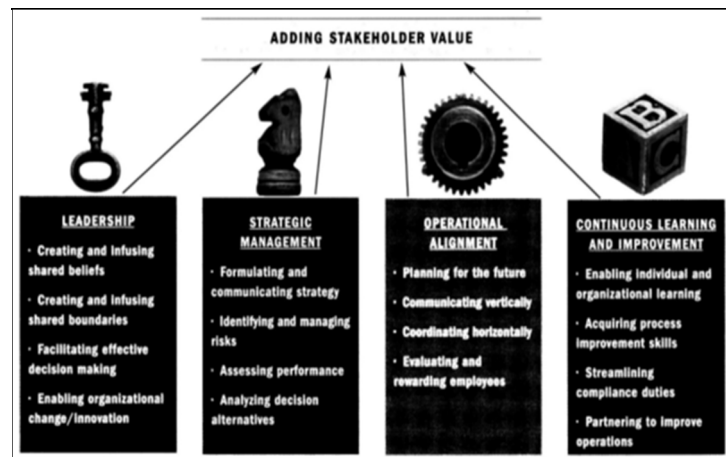 ADDING STAKEHOLDER VALUE
B
C
LEADERSHIP
· Creating and infusing
shared beliefs
· Creating and infusing
shared boundaries
· Facilitating effective
decision making
· Enabling organizational
change/innovation
STRATEGIC
MANAGEMENT
· Formulating and
communicating strategy
· Identifying and managing
risks
· Assessing performance
· Analyzing decision
alternatives
OPERATIONAL
ALIGNMENT
· Planning for the future
· Communicating vertically
· Coordinating horizontally
· Evaluating and
rewarding employees
CONTINUOUS LEARNING
AND IMPROVEMENT
· Enabling individual and
organizational learning
· Acquiring process
improvement skills
· Streamlining
compliance duties
· Partnering to improve
operations